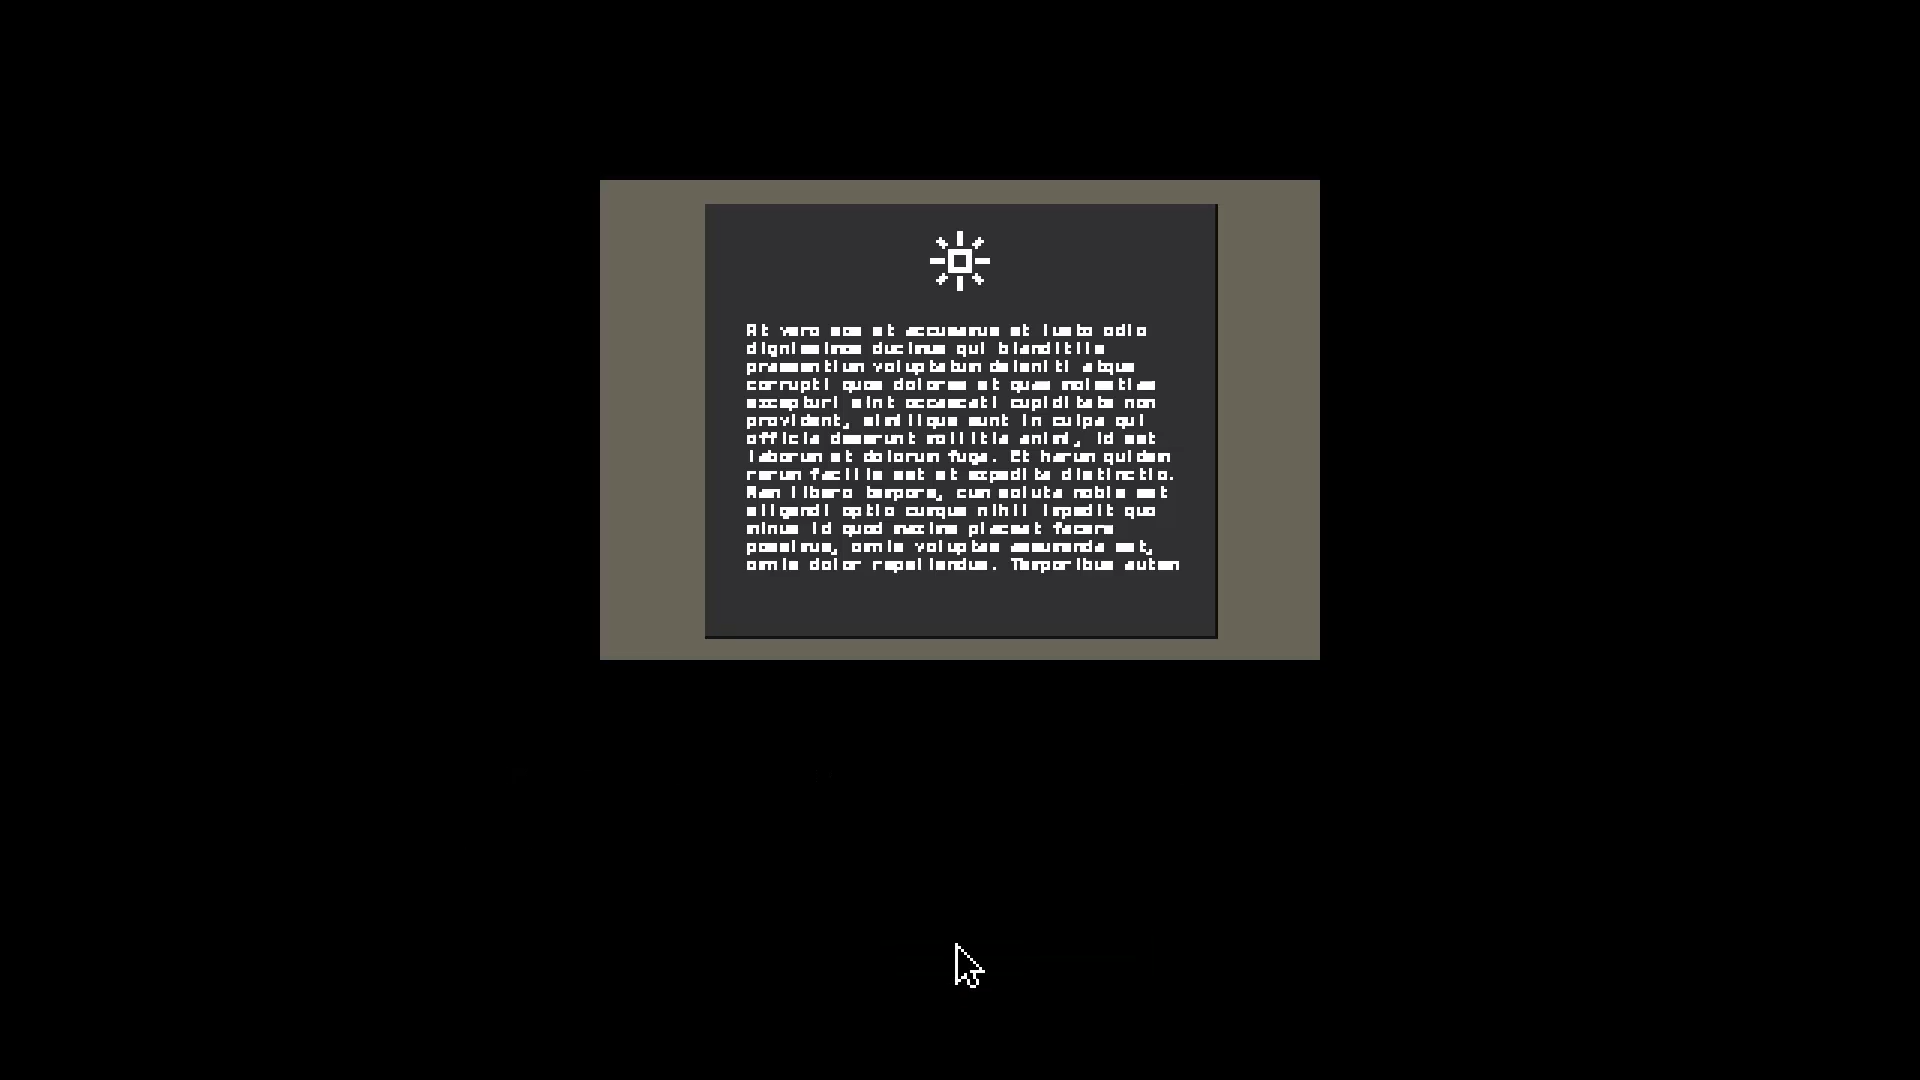 At vero eos et accusamus et iusto odio
dignissimos ducimus qui blanditiis
praesentium voluptatum deleniti atque
corrupti quos dolores et quas molestias
excepturi sint occaecati cupiditate non
provident, similique sunt in culpa qui
officia deserunt mollitia animi, id est
laborum et dolorum fuga. Et harum quidem
rerum facilis est et expedita distinctio.
Nam libero tempore, cum soluta nobis est
eligendi optio cumque nihil impedit quo
minus id quod maxime placeat facere
possimus, omnis voluptas assumenda est,
omnis dolor repellendus. Temporibus autem